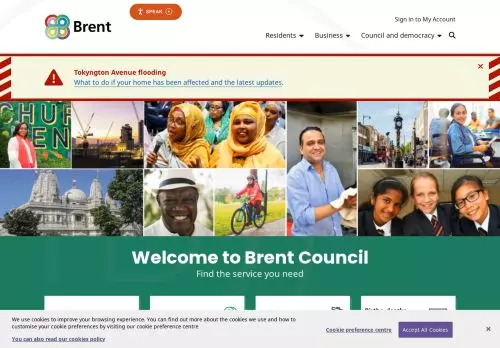 SPEAK
Brent
Sign in to My Account
Residents
Business
Council and democracy
Tokyngton Avenue flooding
What to do if your home has been affected and the latest updates.
Welcome to Brent Council
Find the service you need
We use cookies to improve your browsing experience. You can find out more about the cookies we use and how to
customise your cookie preferences by visiting our cookie preference centre
You can also read our cookies policy
Cookie preference centre
Accept All Cookies